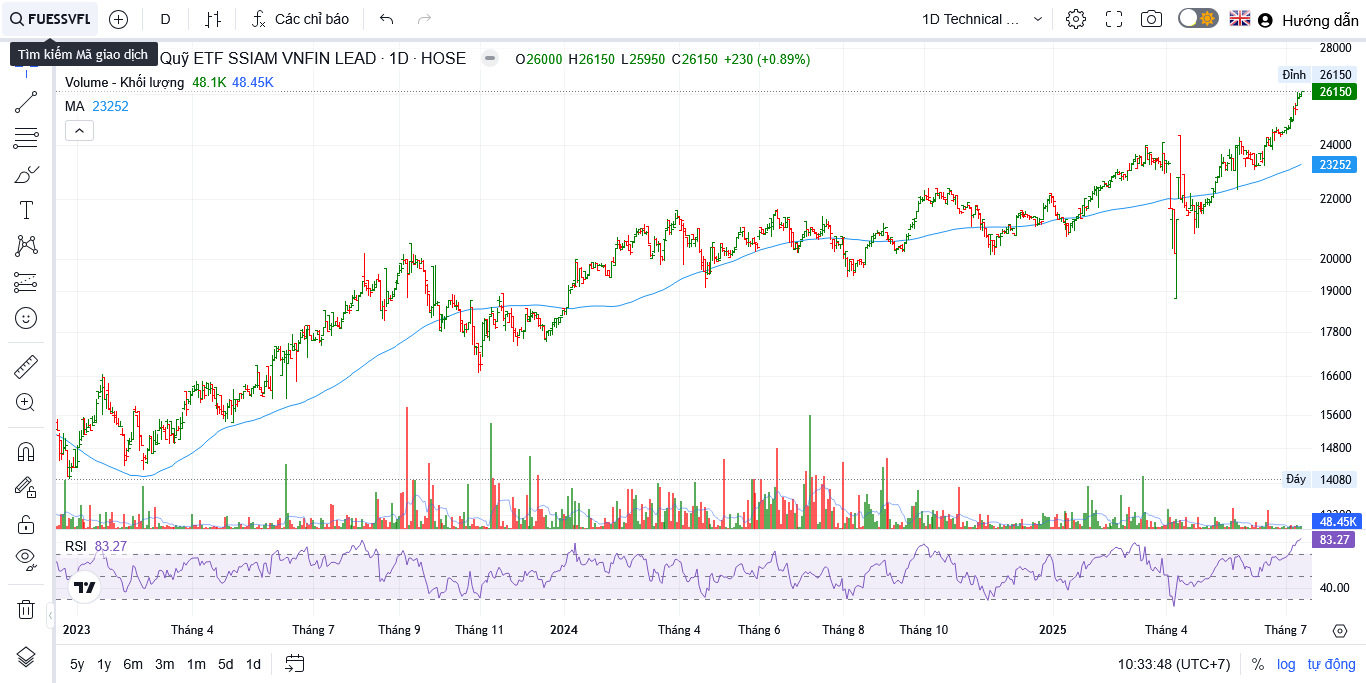 FUESSVFL D Các chỉ báo 1D Technical ... Hướng dẫn
Tìm kiếm Mã giao dịch
Quỹ ETF SSIAM VNFIN LEAD · 1D · HOSE O26000 H26150 L25950 C26150 +230 (+0.89%)
Volume - Khối lượng 48.1K 48.45K
MA 23252
28000
Đỉnh 26150
26150
24000
23252
22000
20000
19000
17800
16600
15600
14800
Đáy 14080
48.45K
RSI 83.27
83.27
40.00
2023 Tháng 4 Tháng 7 Tháng 9 Tháng 11 2024 Tháng 4 Tháng 6 Tháng 8 Tháng 10 2025 Tháng 4 Tháng 7
5y 1y 6m 3m 1m 5d 1d 10:33:48 (UTC+7) % log tự động